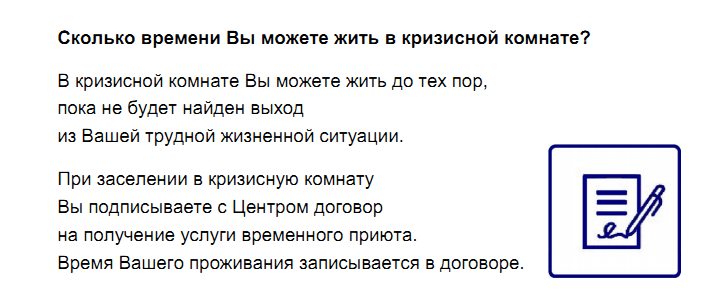 Сколько времени Вы можете жить в кризисной комнате?
В кризисной комнате Вы можете жить до тех пор,
пока не будет найден выход
из Вашей трудной жизненной ситуации.
При заселении в кризисную комнату
Вы подписываете с Центром договор
на получение услуги временного приюта.
Время Вашего проживания записывается в договоре.